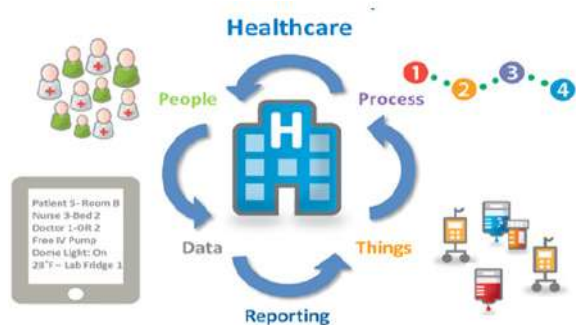 Healthcare
People
Process
1
2
3
4
H
Patient 5- Room B
Nurse 3-Bed 2
Doctor 1-OR 2
Free IV Pump
Dome Light: On
28°F – Lab Fridge 1
Data
Things
Reporting